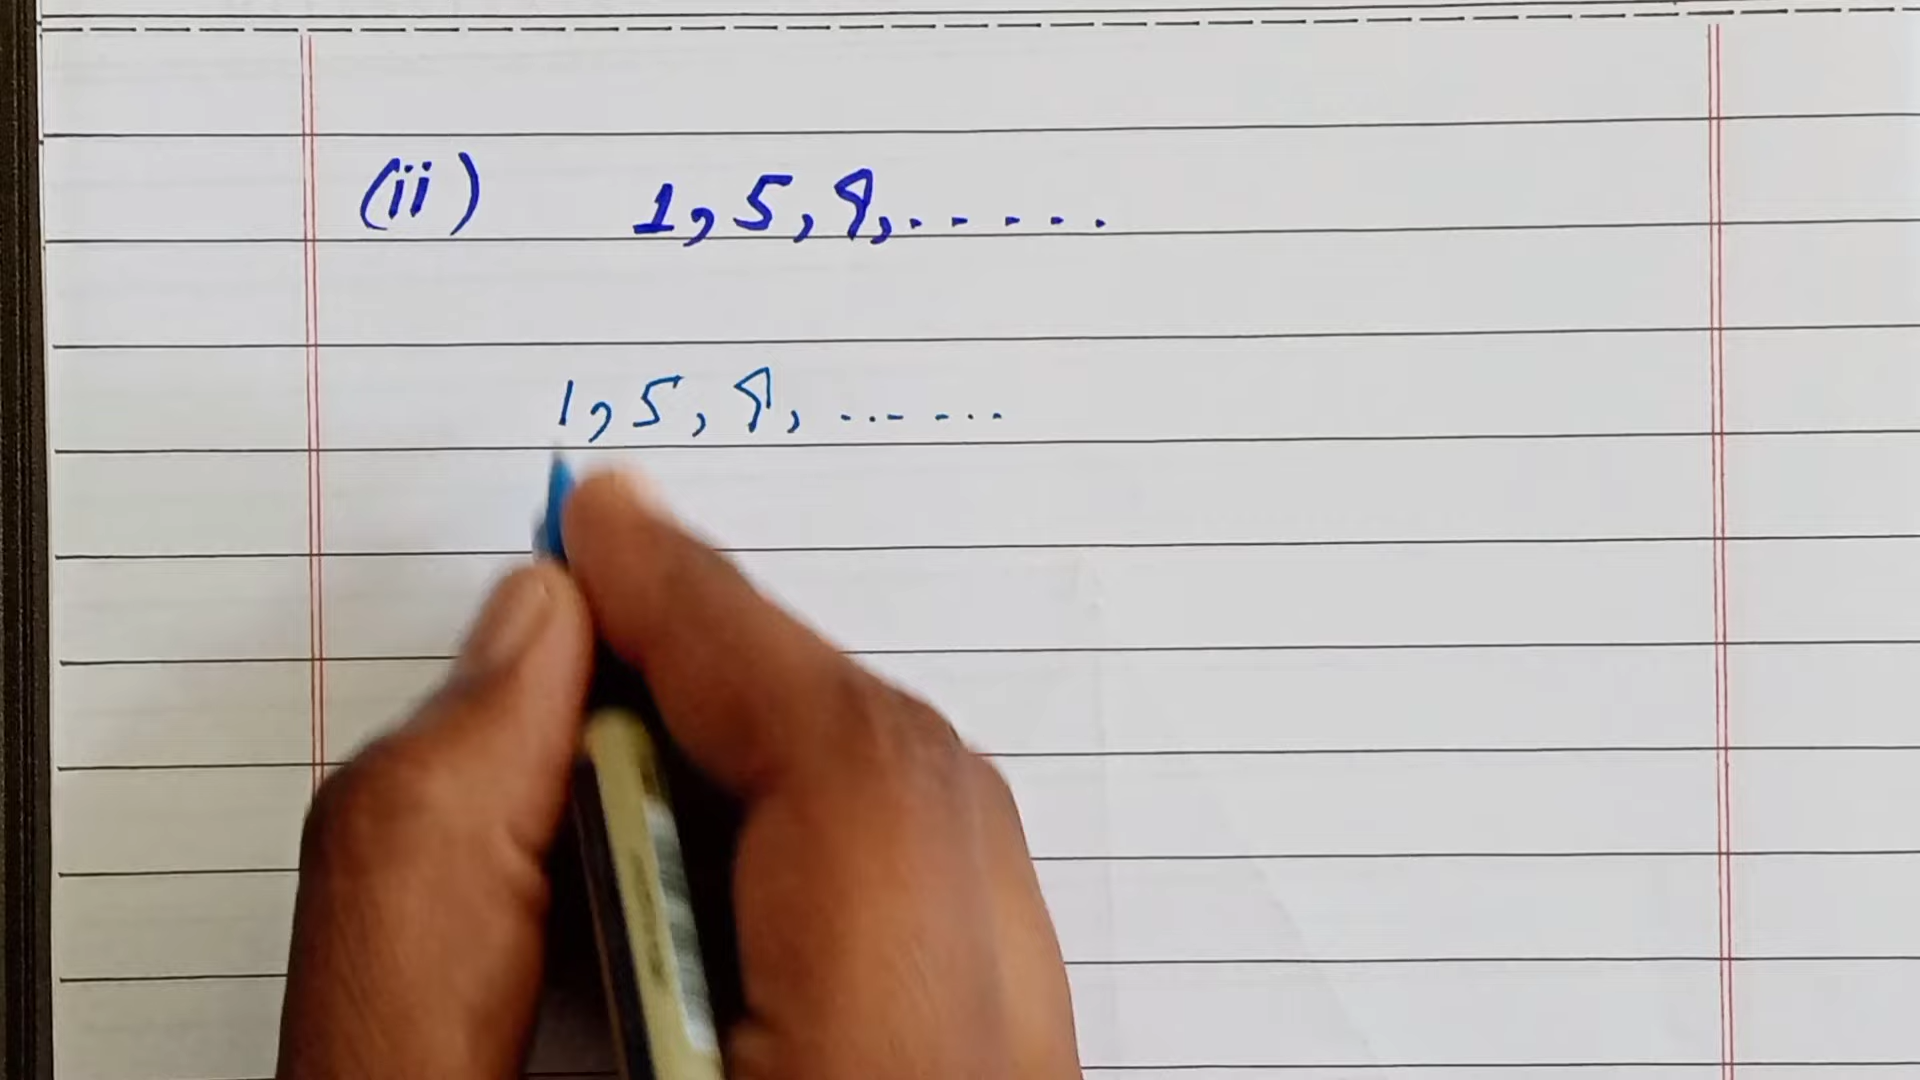 (ii) 1, 5, 9, . . . . . .
1, 5, 9, . . . . . . .